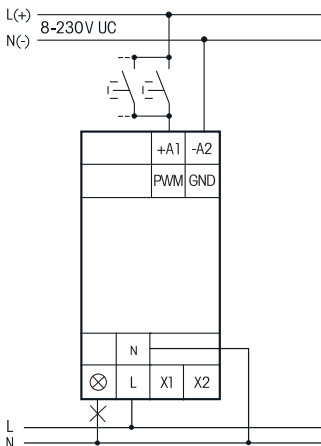 L(+)
8-230V UC
N(-)
+A1 -A2
PWM GND
N
L X1 X2
L
N